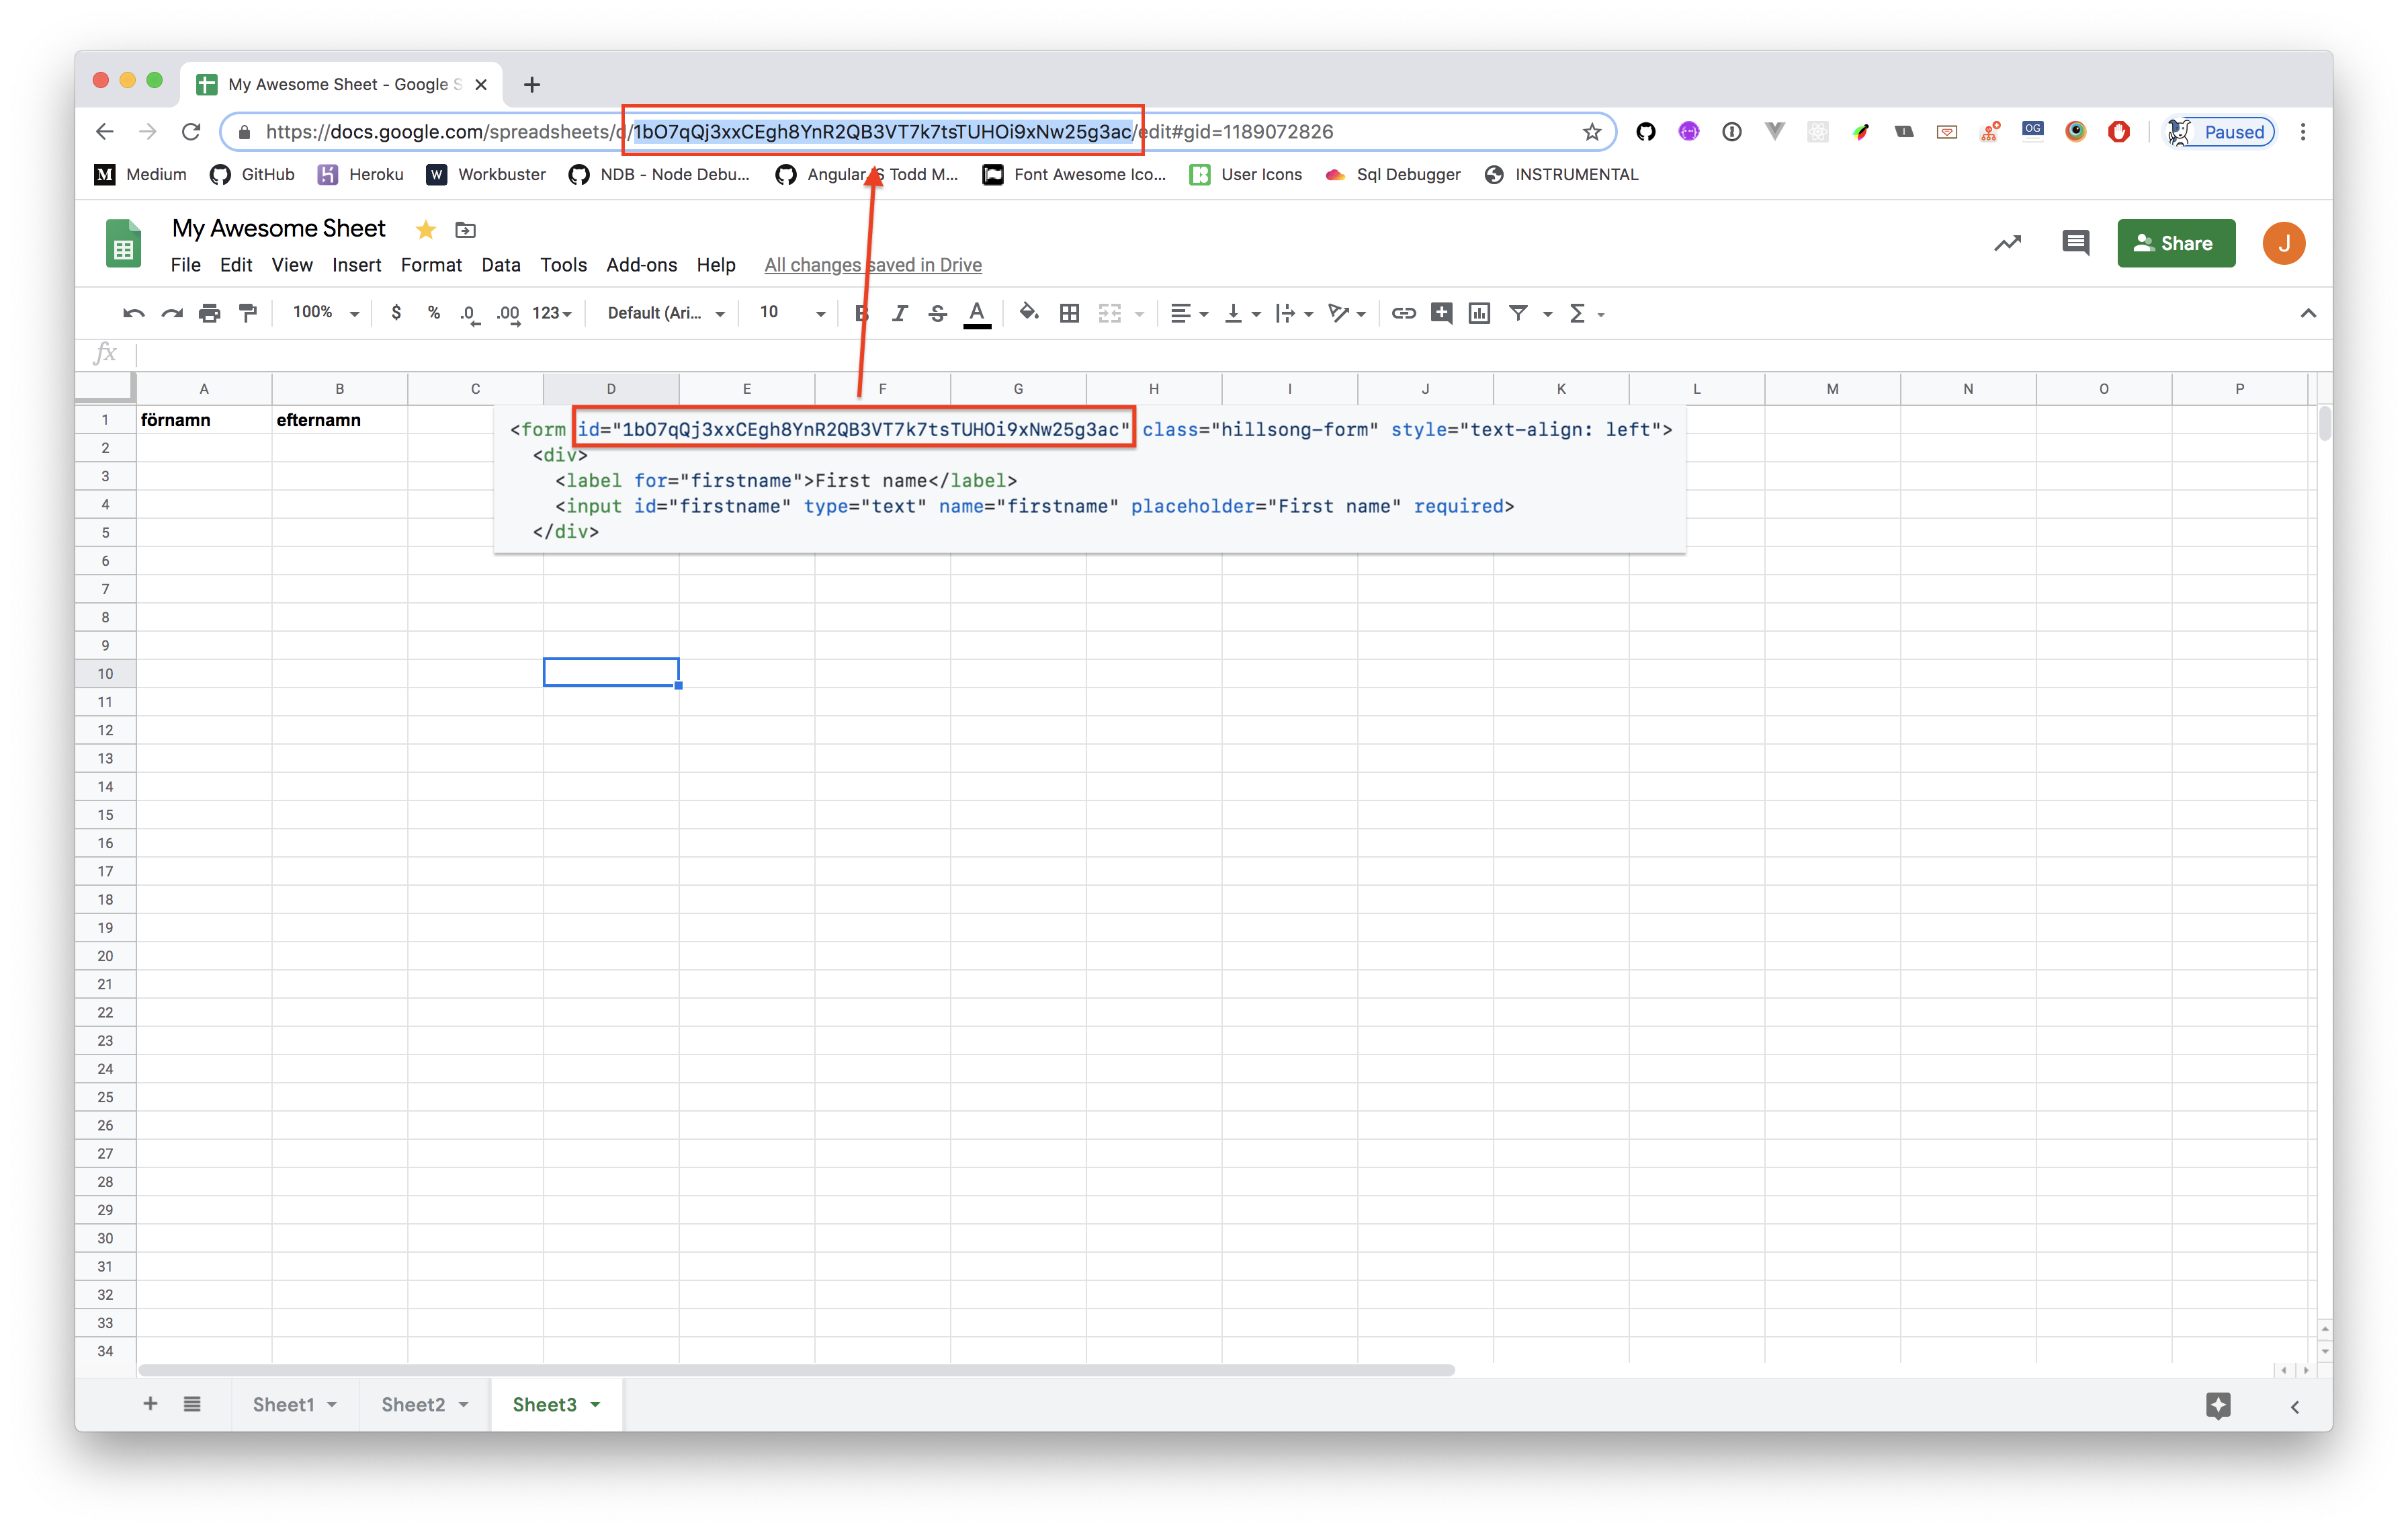 My Awesome Sheet - Google S
https://docs.google.com/spreadsheets/d/1bO7qQj3xxCEgh8YnR2QB3VT7k7tsTUHOi9xNw25g3ac/edit#gid=1189072826
OG
Paused
M Medium GitHub Heroku W Workbuster NDB - Node Debu... Angular S Todd M... Font Awesome Ico... User Icons Sql Debugger INSTRUMENTAL
My Awesome Sheet
Share
J
File Edit View Insert Format Data Tools Add-ons Help All changes saved in Drive
100% $ % .0 .00 123 Default (Ari... 10 B I S A Σ
fx
A B C D E F G H I J K L M N O P
1 förnamn efternamn
<form id="1bO7qQj3xxCEgh8YnR2QB3VT7k7tsTUHOi9xNw25g3ac" class="hillsong-form" style="text-align: left">
<div>
<label for="firstname">First name</label>
<input id="firstname" type="text" name="firstname" placeholder="First name" required>
</div>
2
3
4
5
6
7
8
9
10
11
12
13
14
15
16
17
18
19
20
21
22
23
24
25
26
27
28
29
30
31
32
33
34
Sheet1 Sheet2 Sheet3